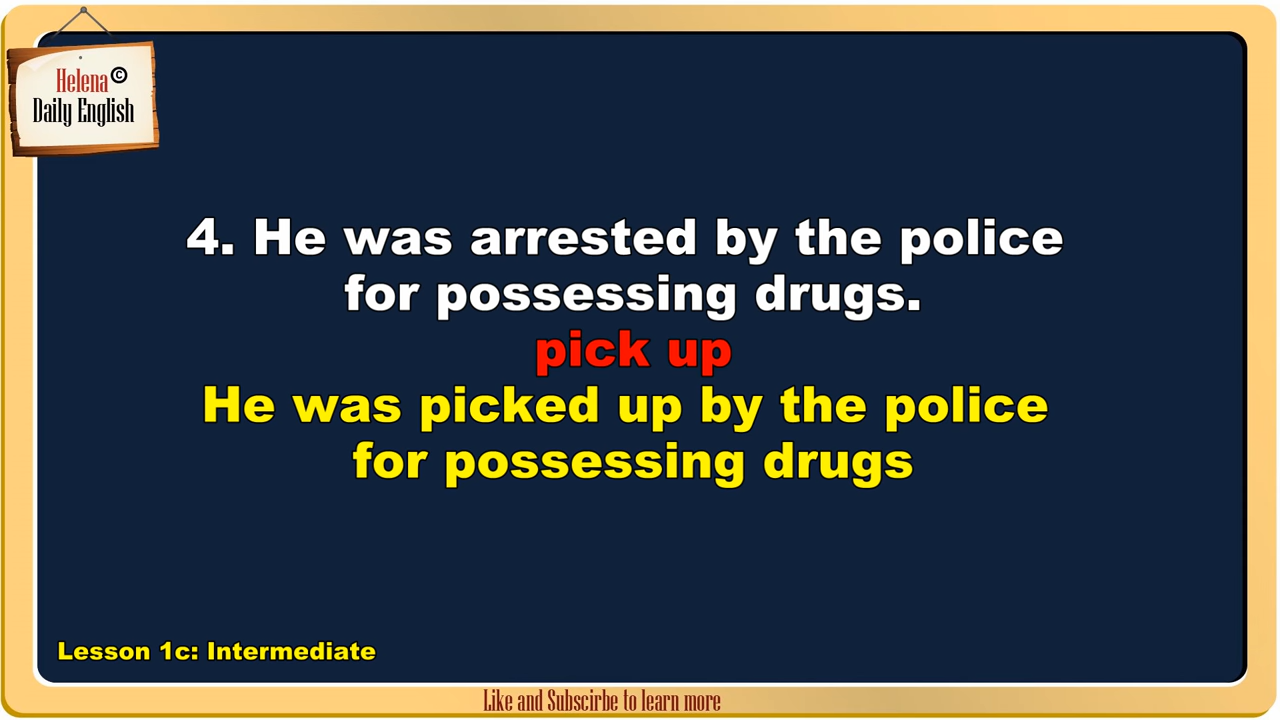 Helena ©
Daily English
4. He was arrested by the police
for possessing drugs.
pick up
He was picked up by the police
for possessing drugs
Lesson 1c: Intermediate
Like and Subscirbe to learn more